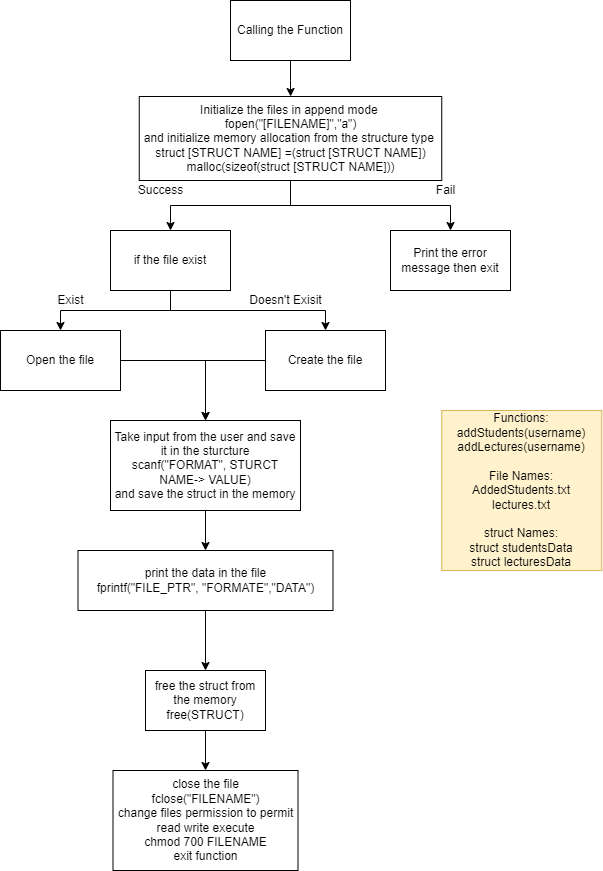 Calling the Function
Initialize the files in append mode
fopen("[FILENAME]","a")
and initialize memory allocation from the structure type
struct [STRUCT NAME] =(struct [STRUCT NAME])
malloc(sizeof(struct [STRUCT NAME]))
Success
Fail
if the file exist
Print the error
message then exit
Exist
Doesn't Exisit
Open the file
Create the file
Take input from the user and save
it in the sturcture
scanf("FORMAT", STURCT
NAME-> VALUE)
and save the struct in the memory
Functions:
addStudents(username)
addLectures(username)
File Names:
AddedStudents.txt
lectures.txt
struct Names:
struct studentsData
struct lecturesData
print the data in the file
fprintf("FILE_PTR", "FORMATE","DATA")
free the struct from
the memory
free(STRUCT)
close the file
fclose("FILENAME")
change files permission to permit
read write execute
chmod 700 FILENAME
exit function